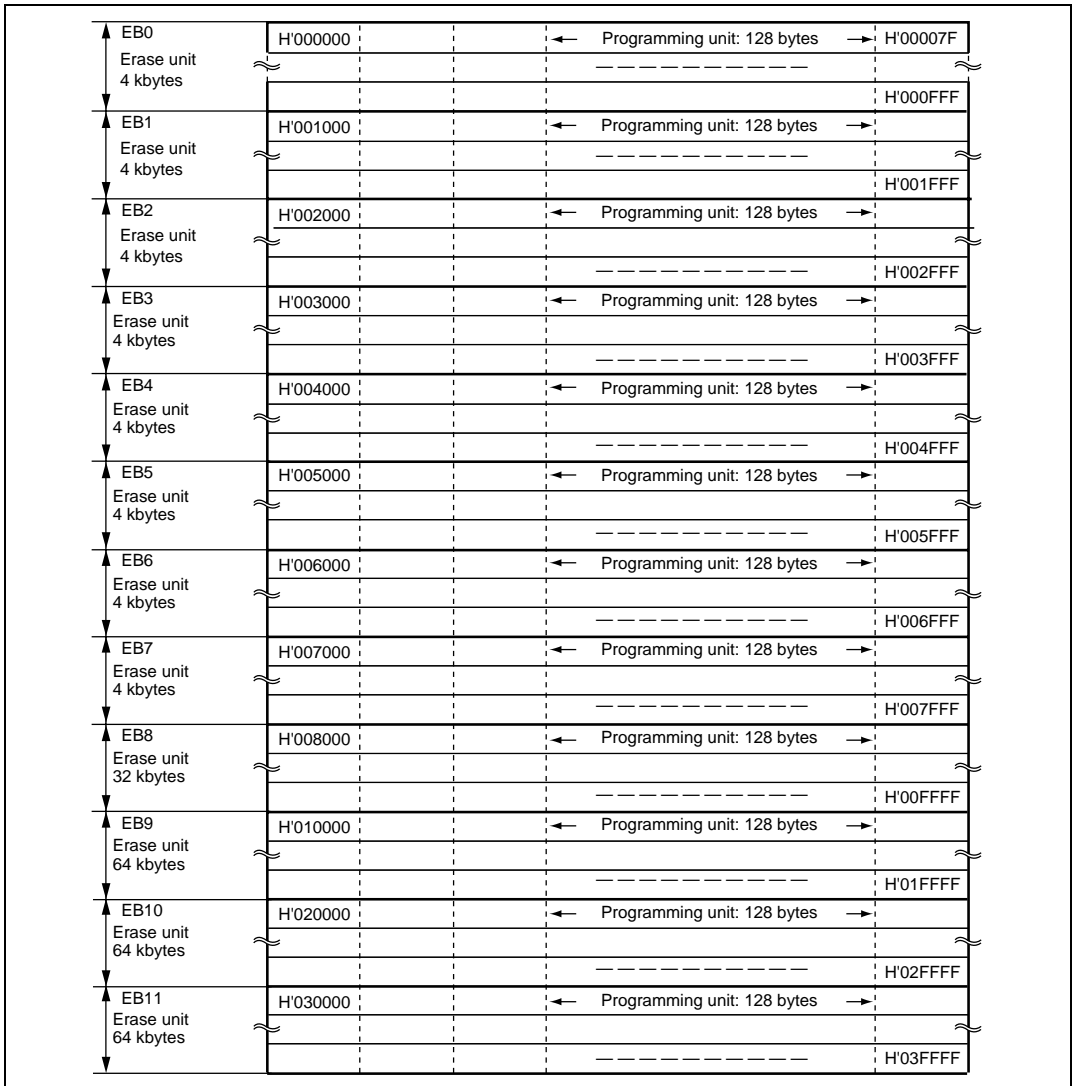 EB0
Erase unit
4 kbytes
H'000000 ← Programming unit: 128 bytes → H'00007F
H'000FFF
EB1
Erase unit
4 kbytes
H'001000 ← Programming unit: 128 bytes →
H'001FFF
EB2
Erase unit
4 kbytes
H'002000 ← Programming unit: 128 bytes →
H'002FFF
EB3
Erase unit
4 kbytes
H'003000 ← Programming unit: 128 bytes →
H'003FFF
EB4
Erase unit
4 kbytes
H'004000 ← Programming unit: 128 bytes →
H'004FFF
EB5
Erase unit
4 kbytes
H'005000 ← Programming unit: 128 bytes →
H'005FFF
EB6
Erase unit
4 kbytes
H'006000 ← Programming unit: 128 bytes →
H'006FFF
EB7
Erase unit
4 kbytes
H'007000 ← Programming unit: 128 bytes →
H'007FFF
EB8
Erase unit
32 kbytes
H'008000 ← Programming unit: 128 bytes →
H'00FFFF
EB9
Erase unit
64 kbytes
H'010000 ← Programming unit: 128 bytes →
H'01FFFF
EB10
Erase unit
64 kbytes
H'020000 ← Programming unit: 128 bytes →
H'02FFFF
EB11
Erase unit
64 kbytes
H'030000 ← Programming unit: 128 bytes →
H'03FFFF